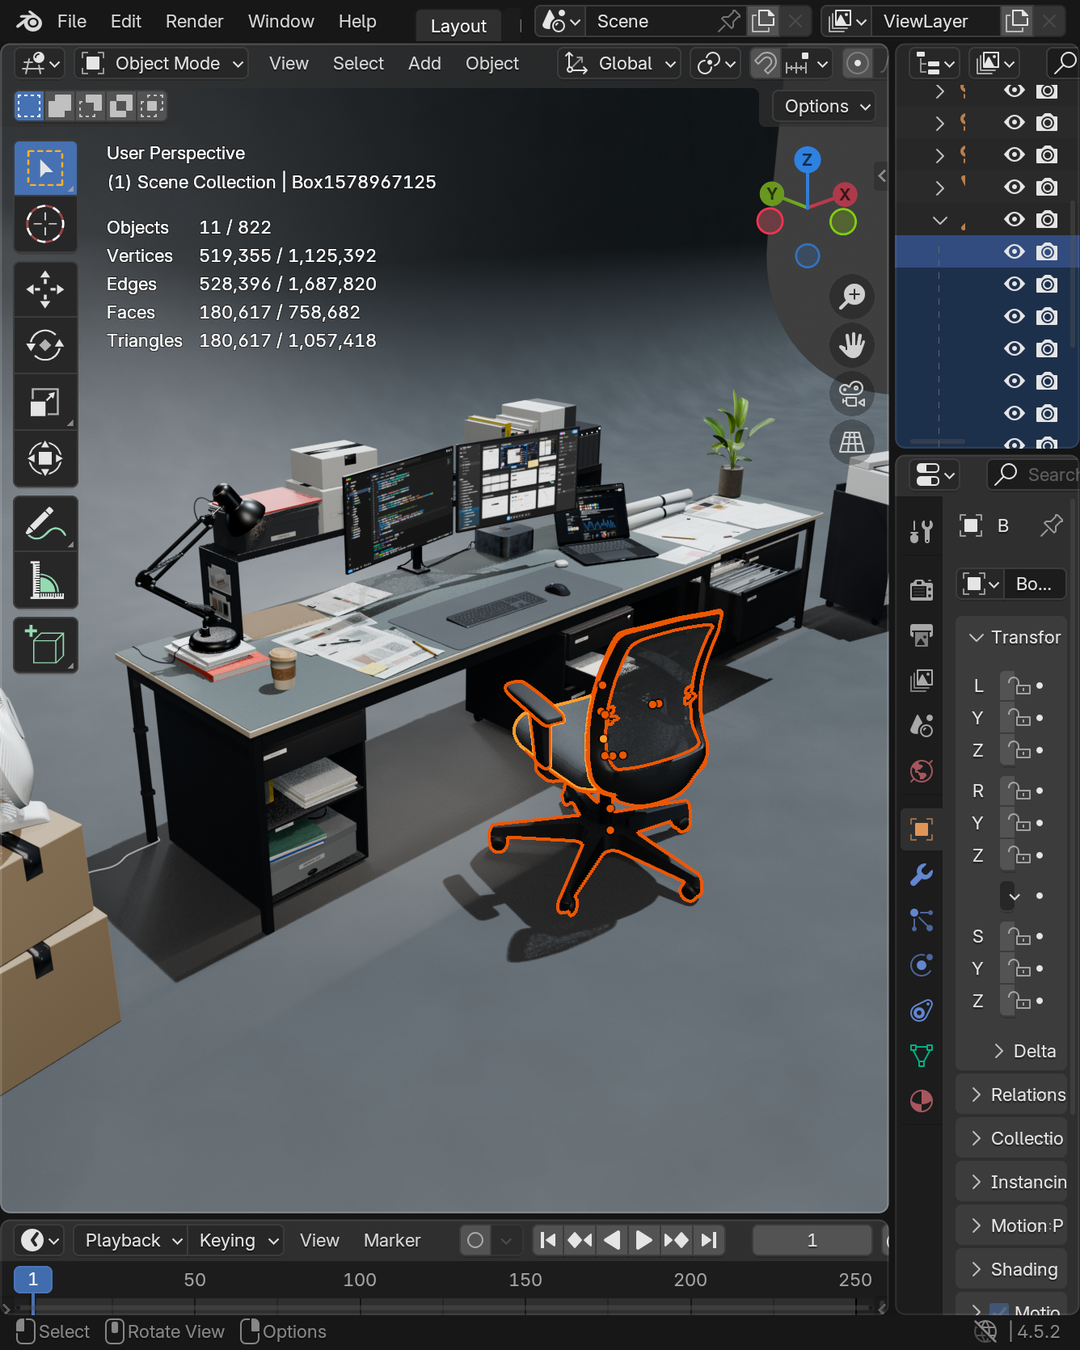 File Edit Render Window Help Layout Scene ViewLayer
Object Mode View Select Add Object Global
Options
User Perspective
(1) Scene Collection | Box1578967125
Objects 11 / 822
Vertices 519,355 / 1,125,392
Edges 528,396 / 1,687,820
Faces 180,617 / 758,682
Triangles 180,617 / 1,057,418
Z
Y X
Search
B
Bo...
Transfor
L
Y
Z
R
Y
Z
S
Y
Z
Delta
Relations
Collectio
Instancin
Motion P
Shading
Motio
Playback Keying View Marker 1
1 50 100 150 200 250
Select Rotate View Options 4.5.2